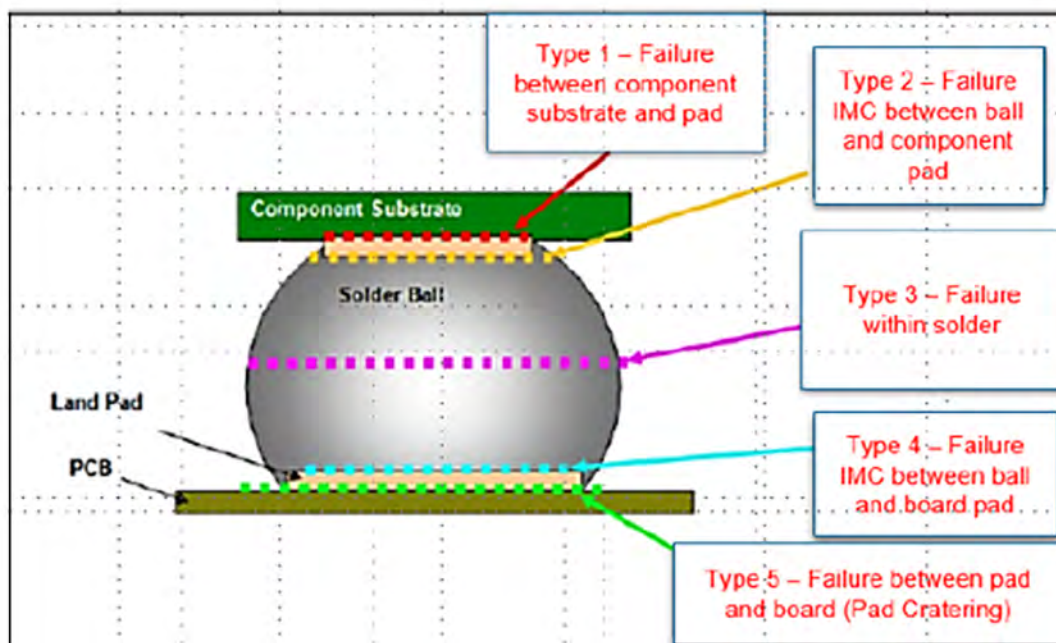 Type 1 – Failure
between component
substrate and pad
Type 2 – Failure
IMC between ball
and component
pad
Component Substrate
Solder Ball
Type 3 – Failure
within solder
Land Pad
PCB
Type 4 – Failure
IMC between ball
and board pad
Type 5 – Failure between pad
and board (Pad Cratering)